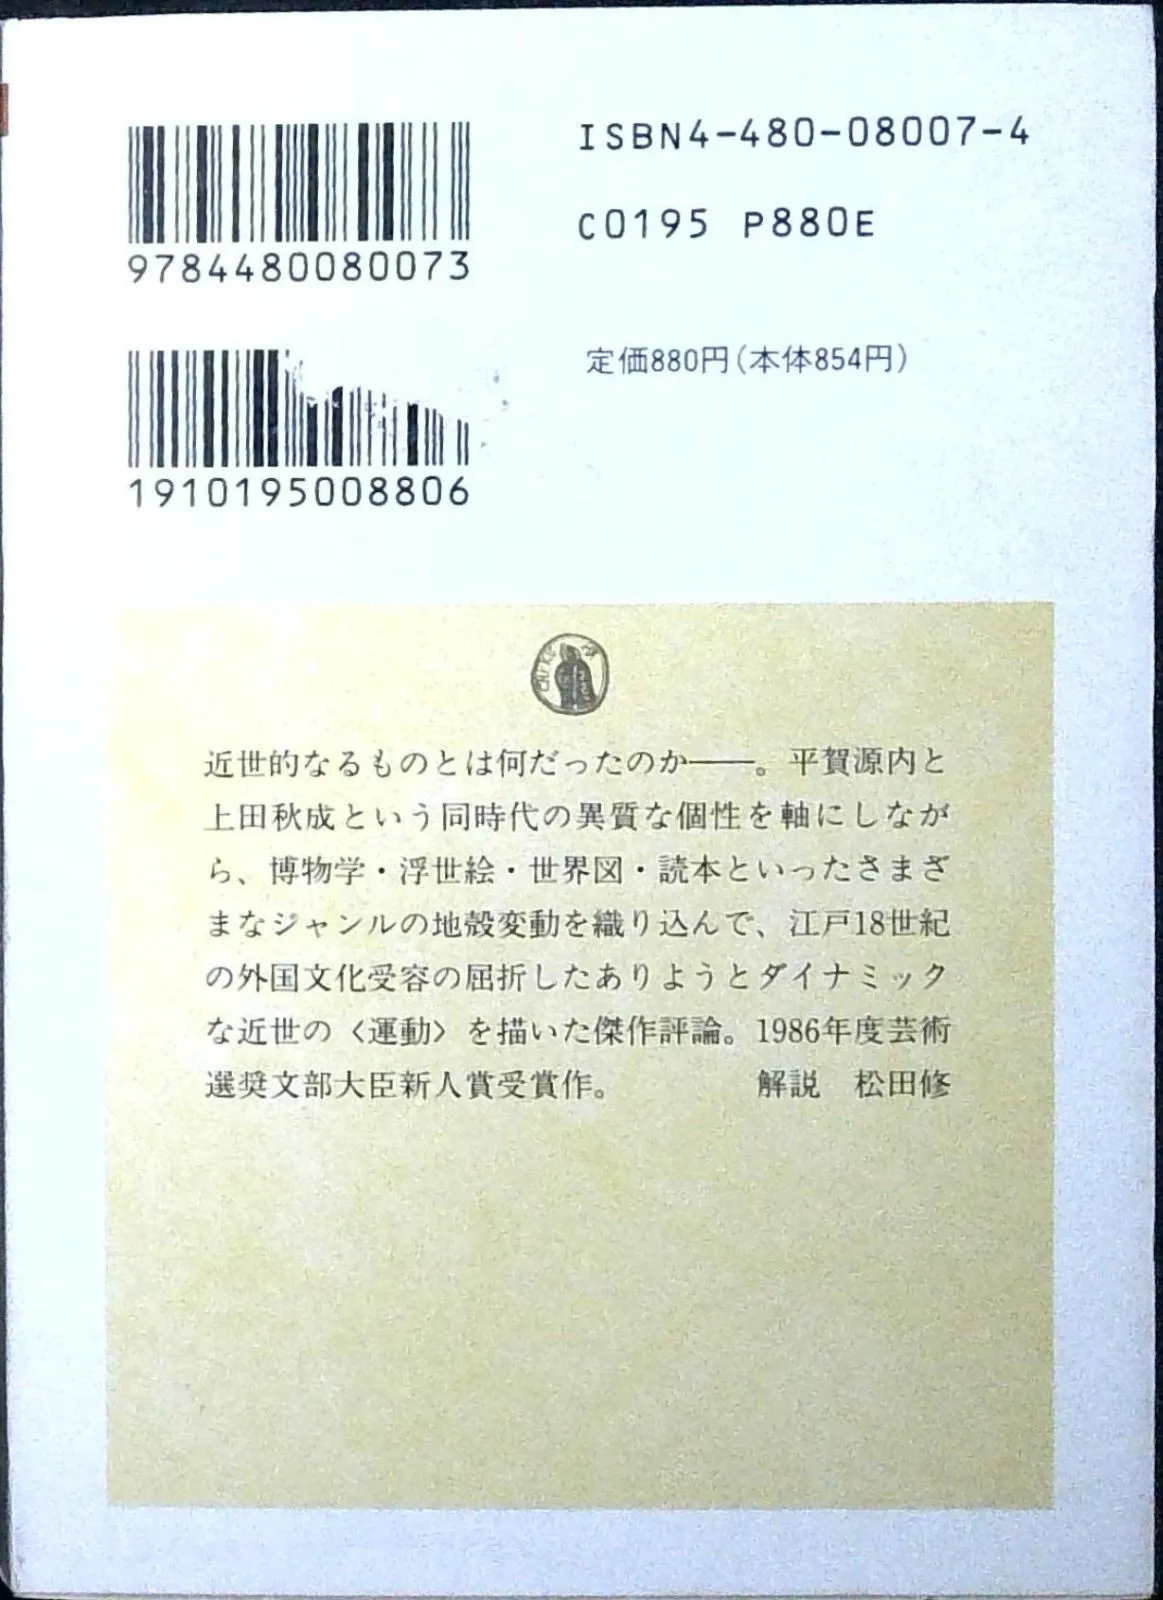 ISBN4-480-08007-4
C0195 P880E
9784480080073
定価880円(本体854円)
1910195008806
近世的なるものとは何だったのか――。平賀源内と
上田秋成という同時代の異質な個性を軸にしなが
ら、博物学・浮世絵・世界図・読本といったさまざ
まなジャンルの地殻変動を織り込んで、江戸18世紀
の外国文化受容の屈折したありようとダイナミック
な近世の〈運動〉を描いた傑作評論。1986年度芸術
選奨文部大臣新人賞受賞作。 解説 松田修